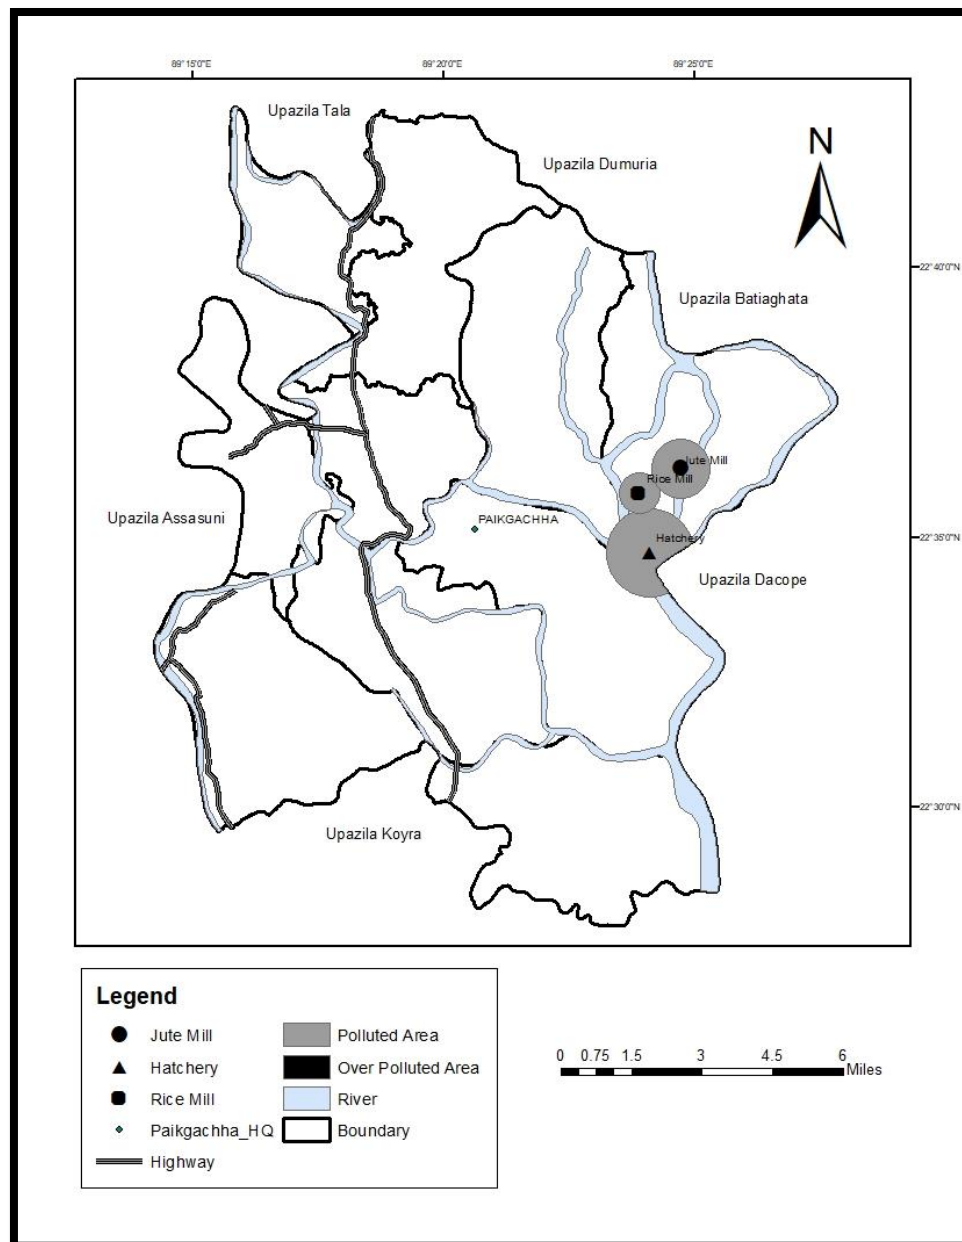 89°15'0"E
89°20'0"E
89°25'0"E
Upazila Tala
Upazila Dumuria
N
22°40'0"N
Upazila Batiaghata
Jute Mill
Rice Mill
Upazila Assasuni
PAIKGACHHA
Hatchery
22°35'0"N
Upazila Dacope
22°30'0"N
Upazila Koyra
Legend
Jute Mill
Hatchery
Rice Mill
Paikgachha_HQ
Highway
Polluted Area
Over Polluted Area
River
Boundary
0 0.75 1.5 3 4.5 6
Miles